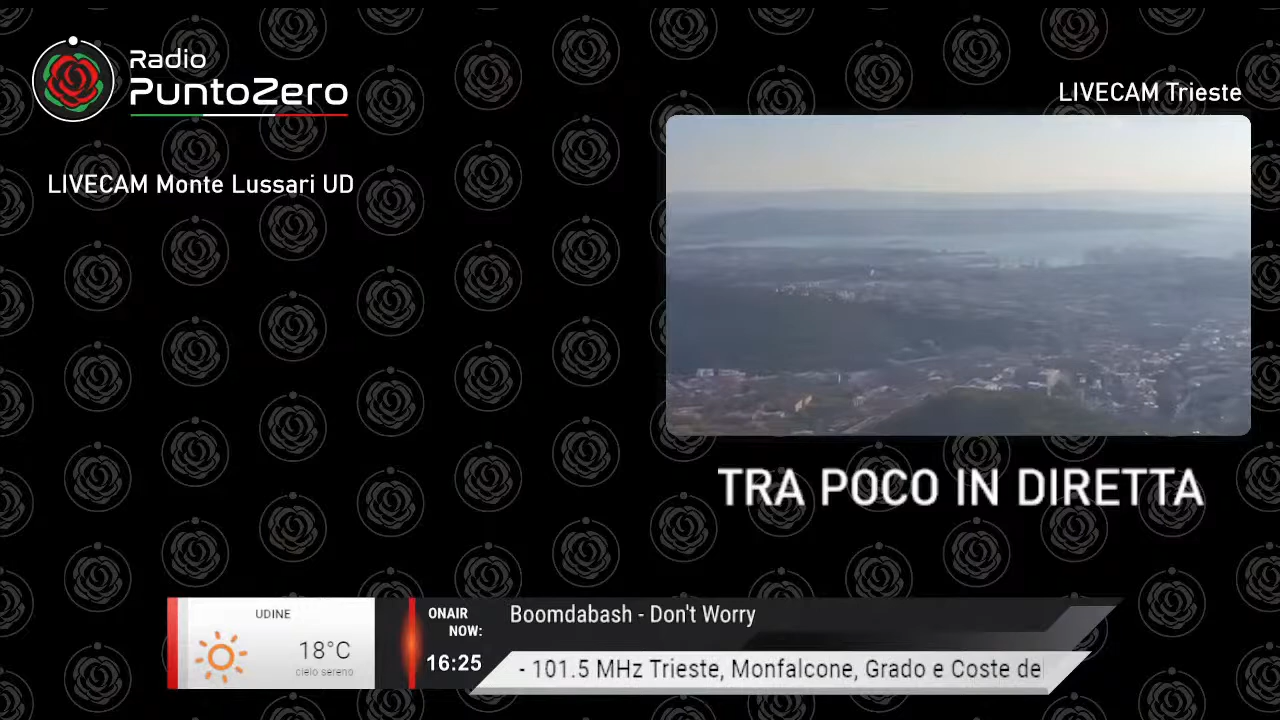 Radio
PuntoZero
LIVECAM Trieste
LIVECAM Monte Lussari UD
TRA POCO IN DIRETTA
UDINE
18°C
cielo sereno
ONAIR
NOW:
16:25
Boomdabash - Don't Worry
- 101.5 MHz Trieste, Monfalcone, Grado e Coste del